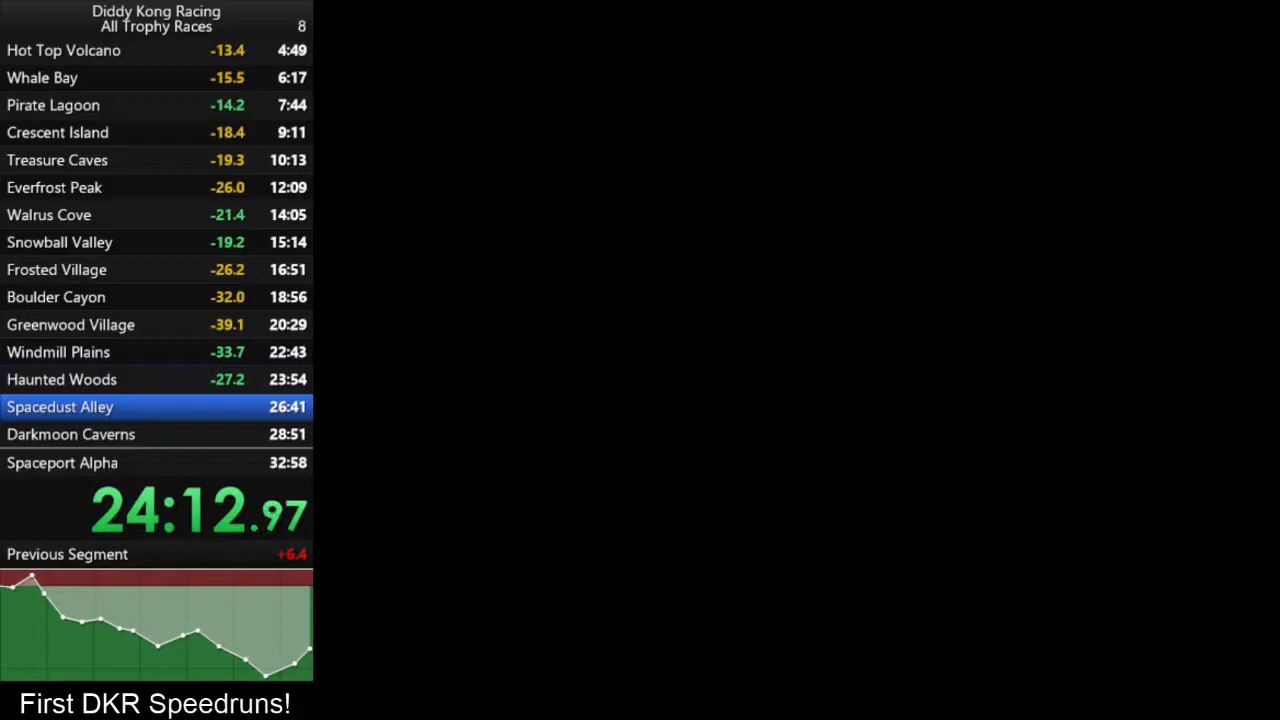 Diddy Kong Racing
All Trophy Races 8
Hot Top Volcano -13.4 4:49
Whale Bay -15.5 6:17
Pirate Lagoon -14.2 7:44
Crescent Island -18.4 9:11
Treasure Caves -19.3 10:13
Everfrost Peak -26.0 12:09
Walrus Cove -21.4 14:05
Snowball Valley -19.2 15:14
Frosted Village -26.2 16:51
Boulder Cayon -32.0 18:56
Greenwood Village -39.1 20:29
Windmill Plains -33.7 22:43
Haunted Woods -27.2 23:54
Spacedust Alley 26:41
Darkmoon Caverns 28:51
Spaceport Alpha 32:58
24:12.97
Previous Segment +6.4
First DKR Speedruns!